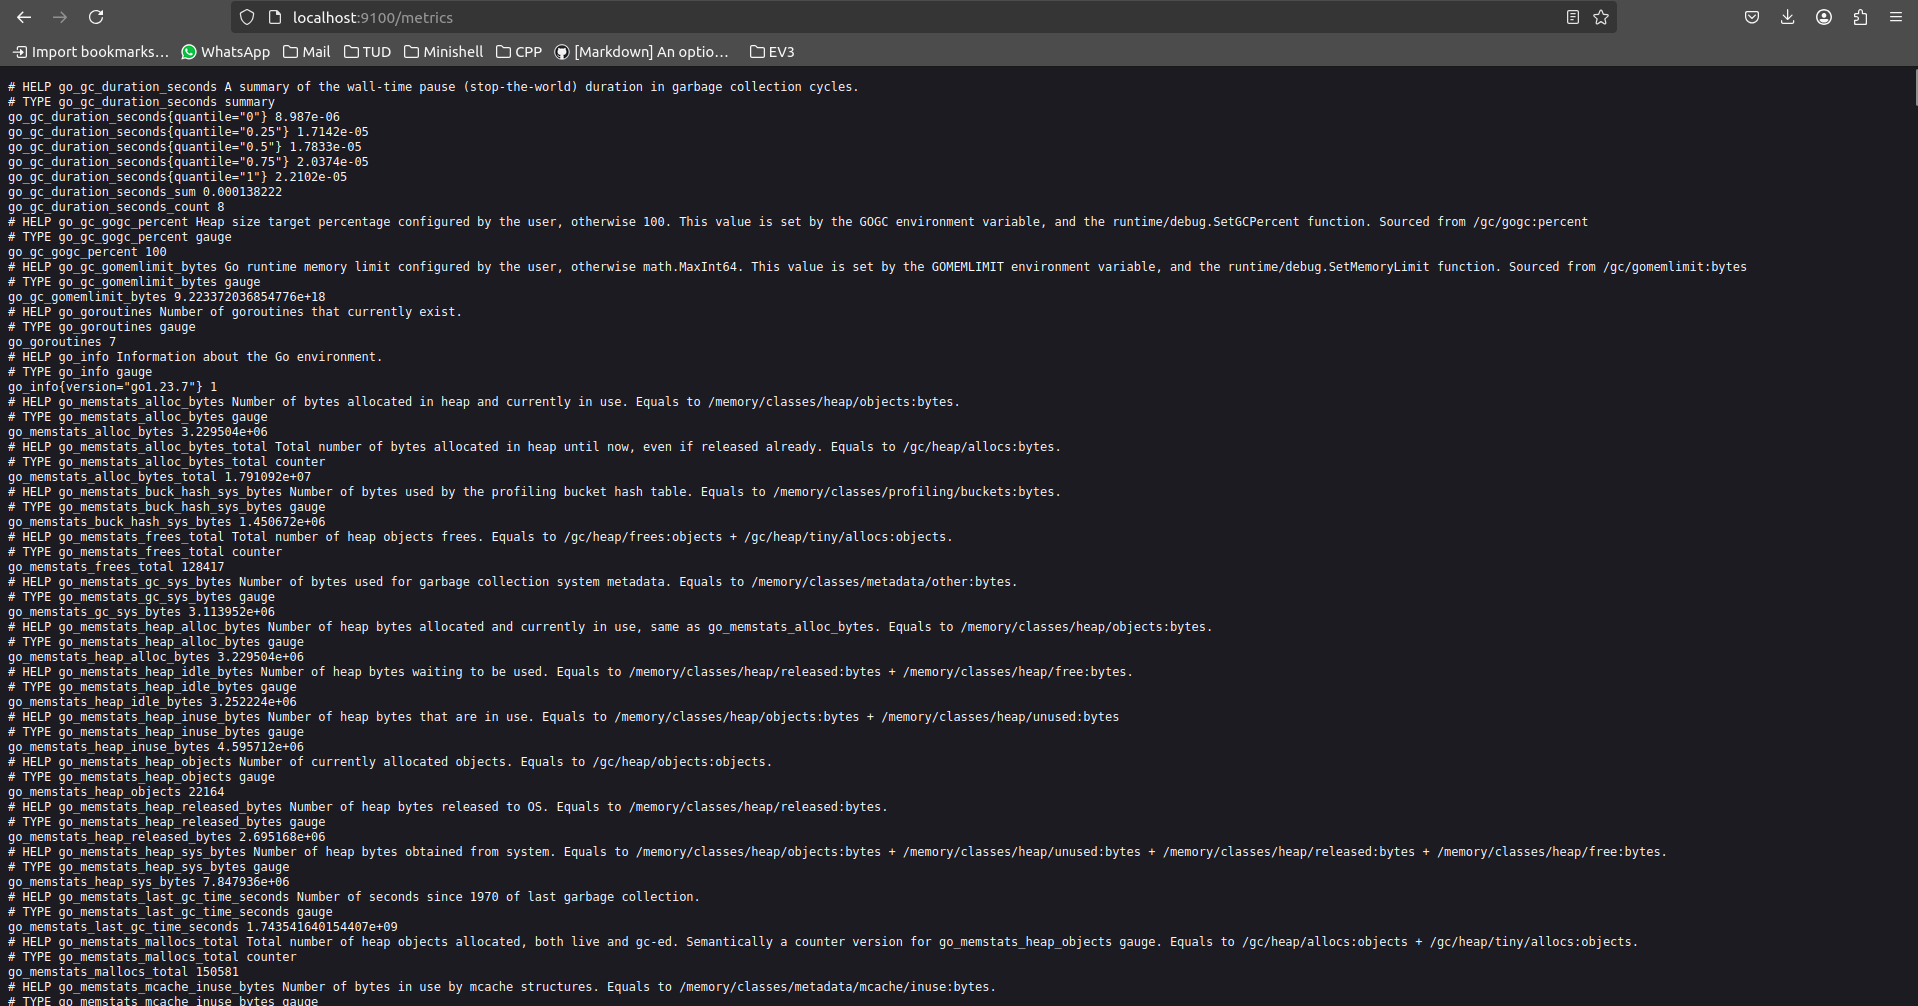 localhost:9100/metrics
Import bookmarks… WhatsApp Mail TUD Minishell CPP [Markdown] An optio… EV3
# HELP go_gc_duration_seconds A summary of the wall-time pause (stop-the-world) duration in garbage collection cycles.
# TYPE go_gc_duration_seconds summary
go_gc_duration_seconds{quantile="0"} 8.987e-06
go_gc_duration_seconds{quantile="0.25"} 1.7142e-05
go_gc_duration_seconds{quantile="0.5"} 1.7833e-05
go_gc_duration_seconds{quantile="0.75"} 2.0374e-05
go_gc_duration_seconds{quantile="1"} 2.2102e-05
go_gc_duration_seconds_sum 0.000138222
go_gc_duration_seconds_count 8
# HELP go_gc_gogc_percent Heap size target percentage configured by the user, otherwise 100. This value is set by the GOGC environment variable, and the runtime/debug.SetGCPercent function. Sourced from /gc/gogc:percent
# TYPE go_gc_gogc_percent gauge
go_gc_gogc_percent 100
# HELP go_gc_gomemlimit_bytes Go runtime memory limit configured by the user, otherwise math.MaxInt64. This value is set by the GOMEMLIMIT environment variable, and the runtime/debug.SetMemoryLimit function. Sourced from /gc/gomemlimit:bytes
# TYPE go_gc_gomemlimit_bytes gauge
go_gc_gomemlimit_bytes 9.223372036854776e+18
# HELP go_goroutines Number of goroutines that currently exist.
# TYPE go_goroutines gauge
go_goroutines 7
# HELP go_info Information about the Go environment.
# TYPE go_info gauge
go_info{version="go1.23.7"} 1
# HELP go_memstats_alloc_bytes Number of bytes allocated in heap and currently in use. Equals to /memory/classes/heap/objects:bytes.
# TYPE go_memstats_alloc_bytes gauge
go_memstats_alloc_bytes 3.229504e+06
# HELP go_memstats_alloc_bytes_total Total number of bytes allocated in heap until now, even if released already. Equals to /gc/heap/allocs:bytes.
# TYPE go_memstats_alloc_bytes_total counter
go_memstats_alloc_bytes_total 1.791092e+07
# HELP go_memstats_buck_hash_sys_bytes Number of bytes used by the profiling bucket hash table. Equals to /memory/classes/profiling/buckets:bytes.
# TYPE go_memstats_buck_hash_sys_bytes gauge
go_memstats_buck_hash_sys_bytes 1.450672e+06
# HELP go_memstats_frees_total Total number of heap objects frees. Equals to /gc/heap/frees:objects + /gc/heap/tiny/allocs:objects.
# TYPE go_memstats_frees_total counter
go_memstats_frees_total 128417
# HELP go_memstats_gc_sys_bytes Number of bytes used for garbage collection system metadata. Equals to /memory/classes/metadata/other:bytes.
# TYPE go_memstats_gc_sys_bytes gauge
go_memstats_gc_sys_bytes 3.113952e+06
# HELP go_memstats_heap_alloc_bytes Number of heap bytes allocated and currently in use, same as go_memstats_alloc_bytes. Equals to /memory/classes/heap/objects:bytes.
# TYPE go_memstats_heap_alloc_bytes gauge
go_memstats_heap_alloc_bytes 3.229504e+06
# HELP go_memstats_heap_idle_bytes Number of heap bytes waiting to be used. Equals to /memory/classes/heap/released:bytes + /memory/classes/heap/free:bytes.
# TYPE go_memstats_heap_idle_bytes gauge
go_memstats_heap_idle_bytes 3.252224e+06
# HELP go_memstats_heap_inuse_bytes Number of heap bytes that are in use. Equals to /memory/classes/heap/objects:bytes + /memory/classes/heap/unused:bytes
# TYPE go_memstats_heap_inuse_bytes gauge
go_memstats_heap_inuse_bytes 4.595712e+06
# HELP go_memstats_heap_objects Number of currently allocated objects. Equals to /gc/heap/objects:objects.
# TYPE go_memstats_heap_objects gauge
go_memstats_heap_objects 22164
# HELP go_memstats_heap_released_bytes Number of heap bytes released to OS. Equals to /memory/classes/heap/released:bytes.
# TYPE go_memstats_heap_released_bytes gauge
go_memstats_heap_released_bytes 2.695168e+06
# HELP go_memstats_heap_sys_bytes Number of heap bytes obtained from system. Equals to /memory/classes/heap/objects:bytes + /memory/classes/heap/unused:bytes + /memory/classes/heap/released:bytes + /memory/classes/heap/free:bytes.
# TYPE go_memstats_heap_sys_bytes gauge
go_memstats_heap_sys_bytes 7.847936e+06
# HELP go_memstats_last_gc_time_seconds Number of seconds since 1970 of last garbage collection.
# TYPE go_memstats_last_gc_time_seconds gauge
go_memstats_last_gc_time_seconds 1.743541640154407e+09
# HELP go_memstats_mallocs_total Total number of heap objects allocated, both live and gc-ed. Semantically a counter version for go_memstats_heap_objects gauge. Equals to /gc/heap/allocs:objects + /gc/heap/tiny/allocs:objects.
# TYPE go_memstats_mallocs_total counter
go_memstats_mallocs_total 150581
# HELP go_memstats_mcache_inuse_bytes Number of bytes in use by mcache structures. Equals to /memory/classes/metadata/mcache/inuse:bytes.
# TYPE go_memstats_mcache_inuse_bytes gauge